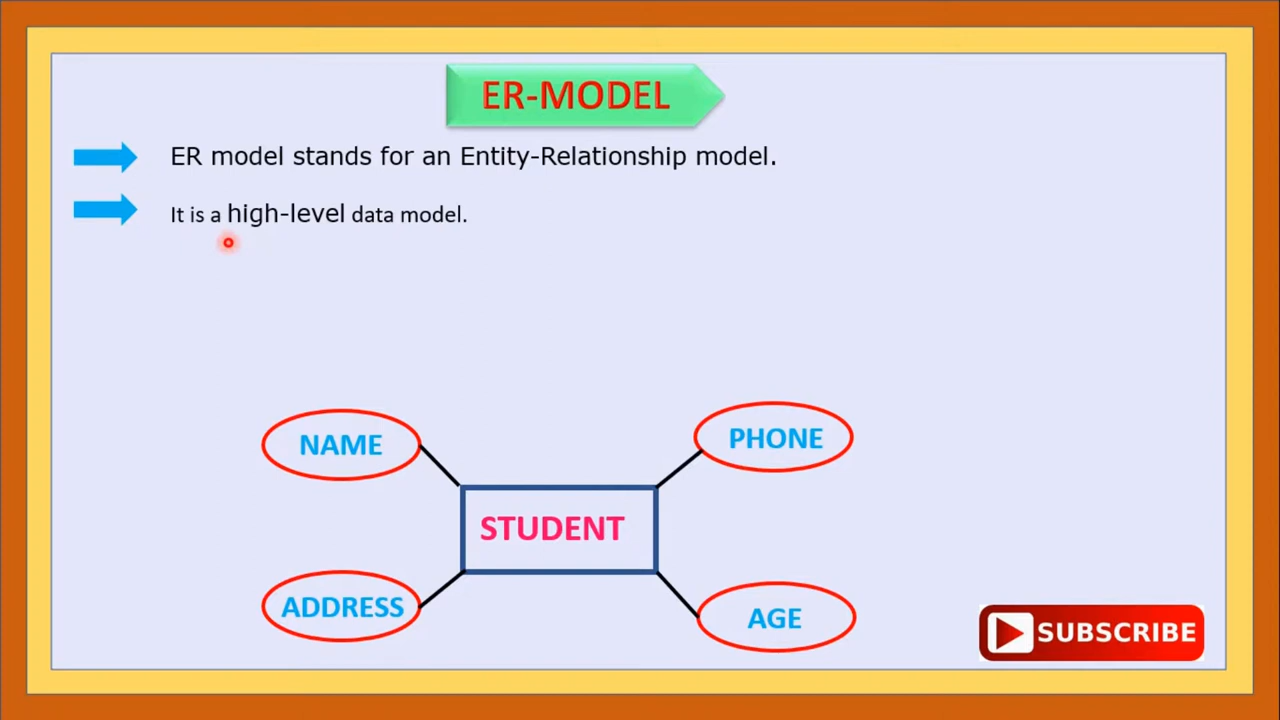 ER-MODEL
ER model stands for an Entity-Relationship model.
It is a high-level data model.
NAME
PHONE
STUDENT
ADDRESS
AGE
SUBSCRIBE